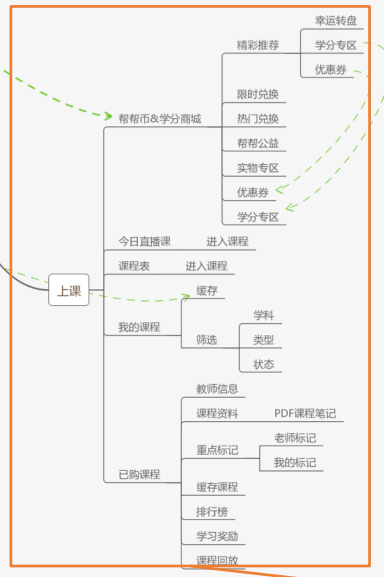 幸运转盘
精彩推荐
学分专区
优惠券
限时兑换
热门兑换
帮帮币&学分商城
帮帮公益
实物专区
优惠券
学分专区
今日直播课
进入课程
课程表
进入课程
上课
缓存
我的课程
学科
筛选
类型
状态
教师信息
课程资料
PDF课程笔记
重点标记
老师标记
我的标记
已购课程
缓存课程
排行榜
学习奖励
课程回放